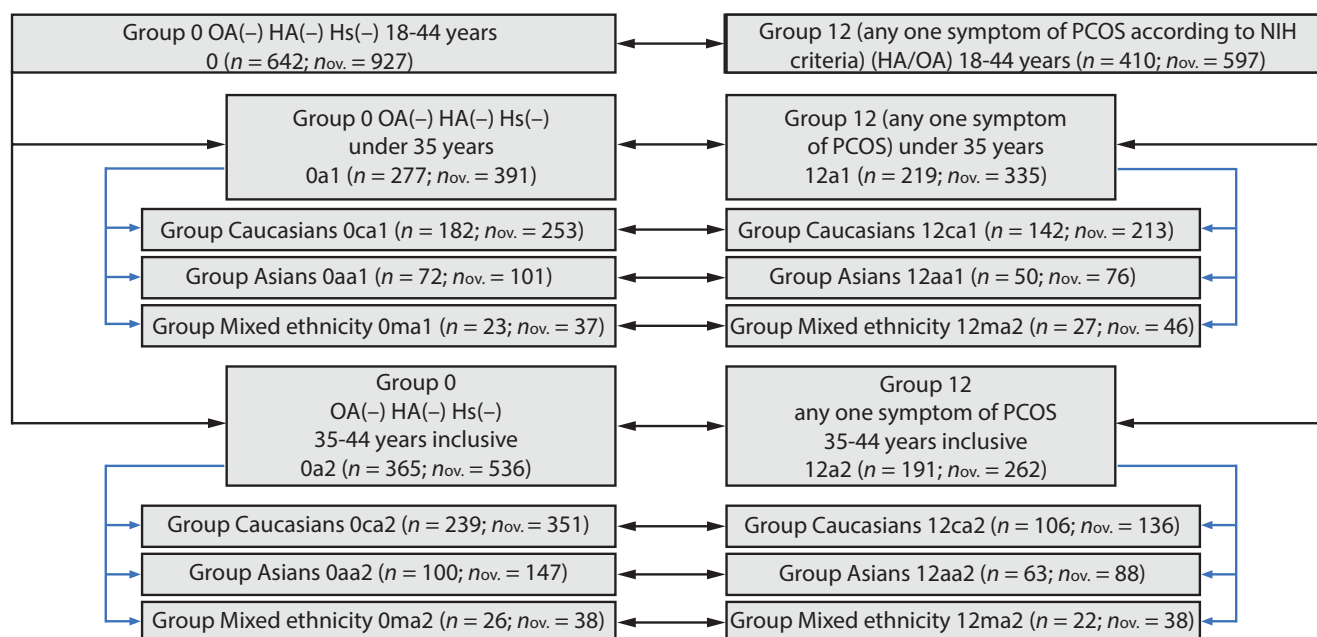 Group 0 OA(–) HA(–) Hs(–) 18-44 years
0 (n = 642; nov. = 927)
Group 12 (any one symptom of PCOS according to NIH
criteria) (HA/OA) 18-44 years (n = 410; nov. = 597)
Group 0 OA(–) HA(–) Hs(–)
under 35 years
0a1 (n = 277; nov. = 391)
Group 12 (any one symptom
of PCOS) under 35 years
12a1 (n = 219; nov. = 335)
Group Caucasians 0ca1 (n = 182; nov. = 253)
Group Caucasians 12ca1 (n = 142; nov. = 213)
Group Asians 0aa1 (n = 72; nov. = 101)
Group Asians 12aa1 (n = 50; nov. = 76)
Group Mixed ethnicity 0ma1 (n = 23; nov. = 37)
Group Mixed ethnicity 12ma2 (n = 27; nov. = 46)
Group 0
OA(–) HA(–) Hs(–)
35-44 years inclusive
0a2 (n = 365; nov. = 536)
Group 12
any one symptom of PCOS
35-44 years inclusive
12a2 (n = 191; nov. = 262)
Group Caucasians 0ca2 (n = 239; nov. = 351)
Group Caucasians 12ca2 (n = 106; nov. = 136)
Group Asians 0aa2 (n = 100; nov. = 147)
Group Asians 12aa2 (n = 63; nov. = 88)
Group Mixed ethnicity 0ma2 (n = 26; nov. = 38)
Group Mixed ethnicity 12ma2 (n = 22; nov. = 38)